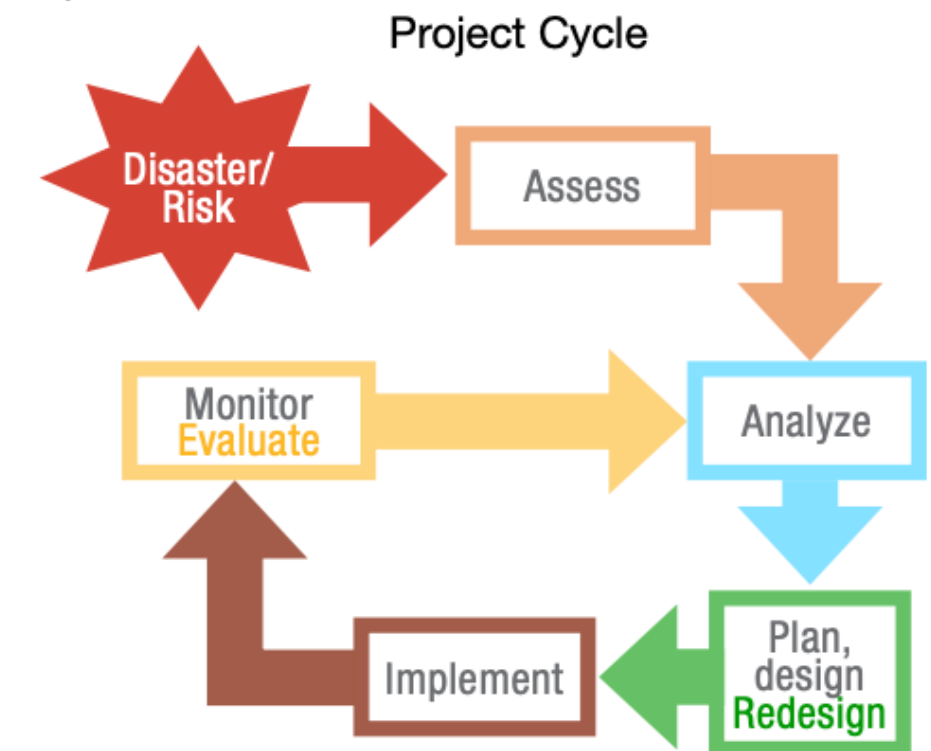 Project Cycle
Disaster/
Risk
Assess
Monitor
Evaluate
Analyze
Implement
Plan,
design
Redesign